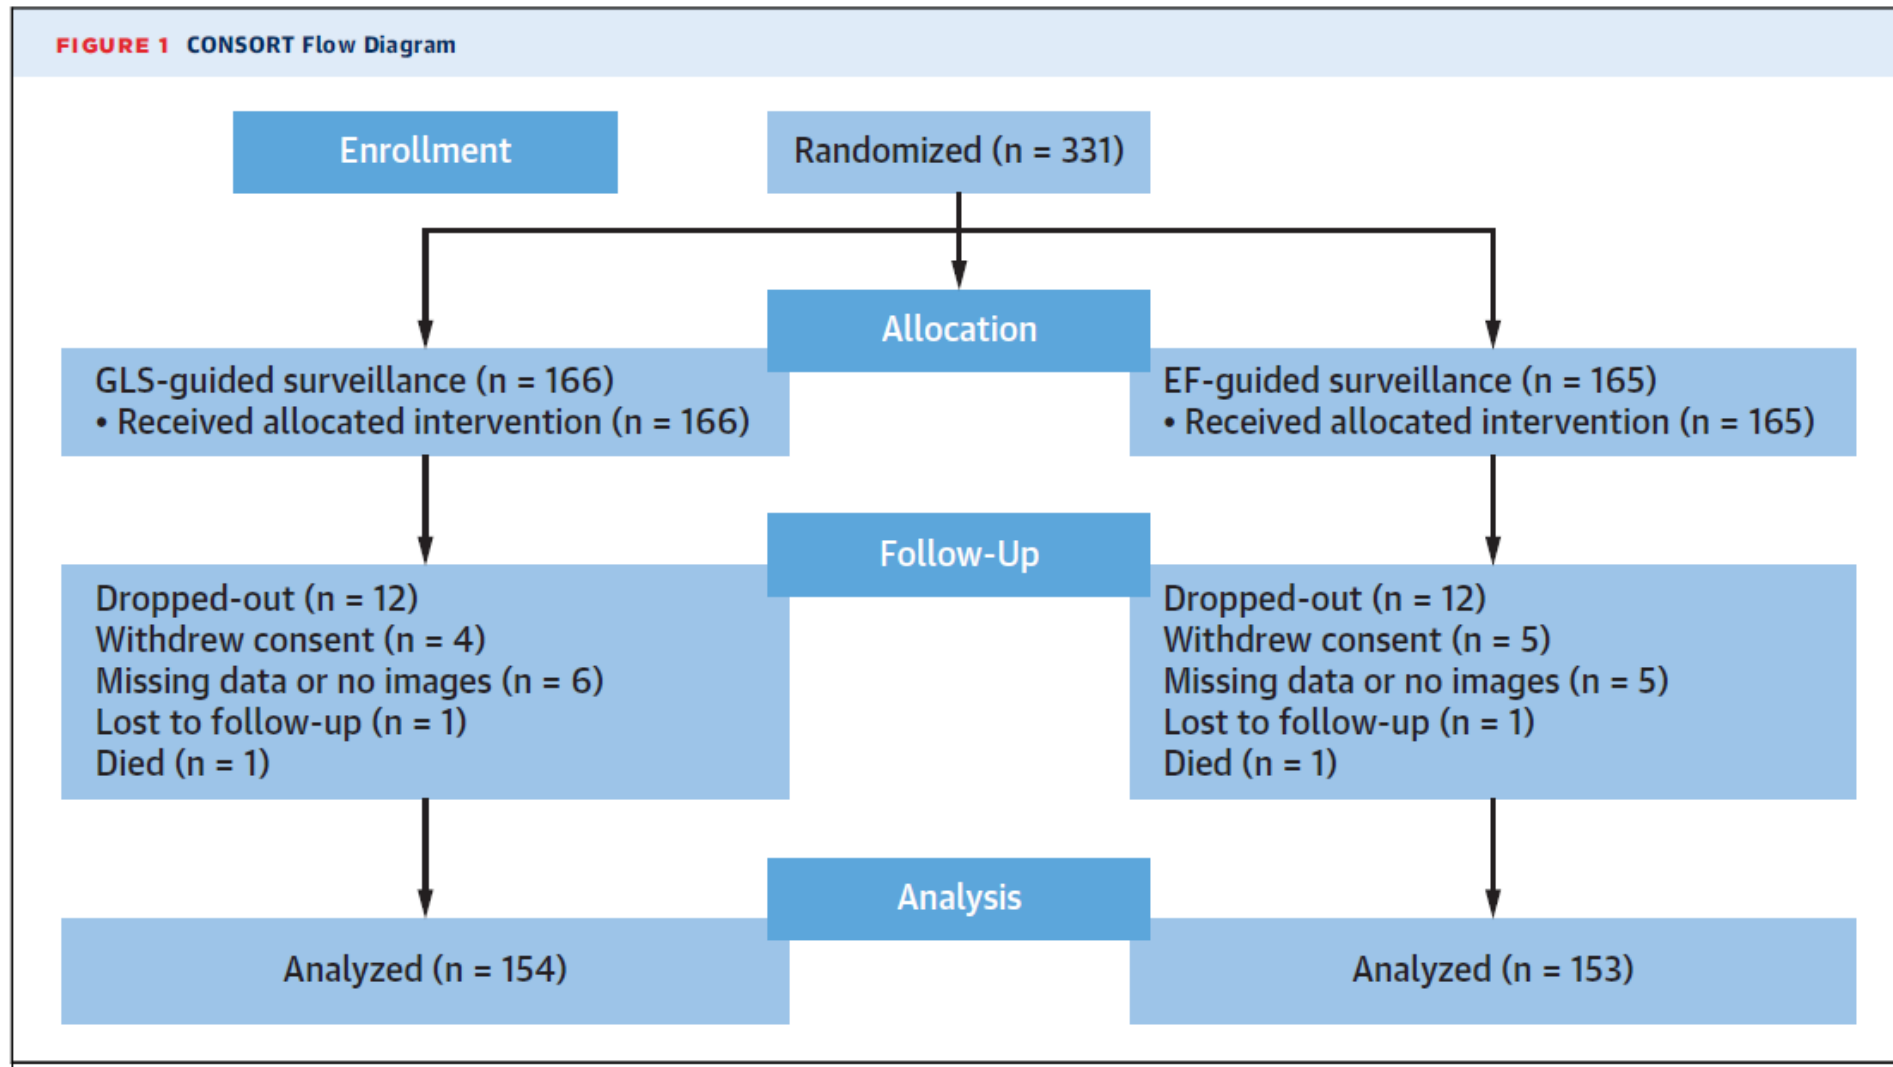 FIGURE 1 CONSORT Flow Diagram
Enrollment
Randomized (n = 331)
Allocation
GLS-guided surveillance (n = 166)
• Received allocated intervention (n = 166)
EF-guided surveillance (n = 165)
• Received allocated intervention (n = 165)
Follow-Up
Dropped-out (n = 12)
Withdrew consent (n = 4)
Missing data or no images (n = 6)
Lost to follow-up (n = 1)
Died (n = 1)
Dropped-out (n = 12)
Withdrew consent (n = 5)
Missing data or no images (n = 5)
Lost to follow-up (n = 1)
Died (n = 1)
Analysis
Analyzed (n = 154)
Analyzed (n = 153)